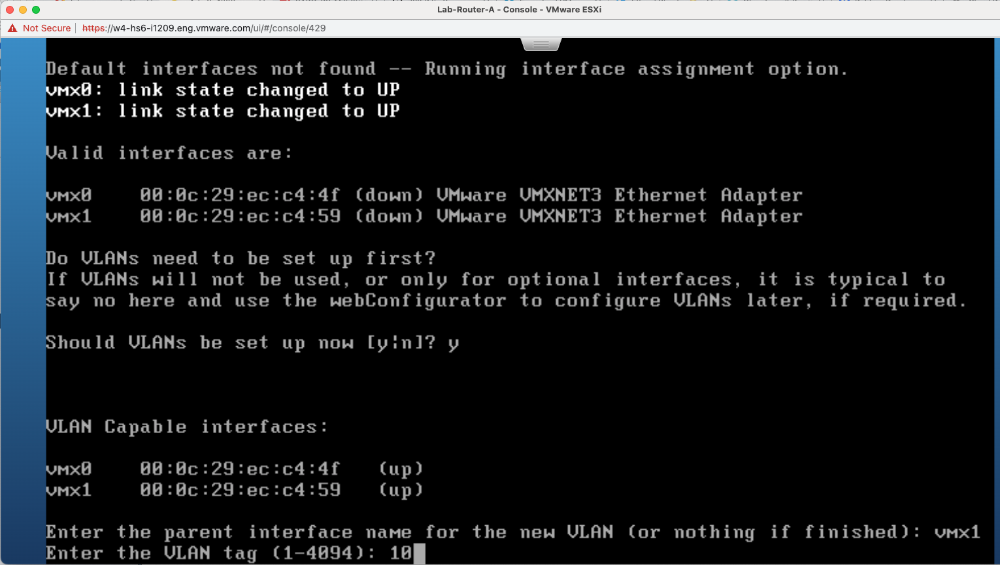 Lab-Router-A - Console - VMware ESXi
Not Secure https://w4-hs6-i1209.eng.vmware.com/ui/#/console/429
Default interfaces not found -- Running interface assignment option.
vmx0: link state changed to UP
vmx1: link state changed to UP
Valid interfaces are:
vmx0 00:0c:29:ec:c4:4f (down) VMware VMXNET3 Ethernet Adapter
vmx1 00:0c:29:ec:c4:59 (down) VMware VMXNET3 Ethernet Adapter
Do VLANs need to be set up first?
If VLANs will not be used, or only for optional interfaces, it is typical to
say no here and use the webConfigurator to configure VLANs later, if required.
Should VLANs be set up now [y|n]? y
VLAN Capable interfaces:
vmx0 00:0c:29:ec:c4:4f (up)
vmx1 00:0c:29:ec:c4:59 (up)
Enter the parent interface name for the new VLAN (or nothing if finished): vmx1
Enter the VLAN tag (1-4094): 10